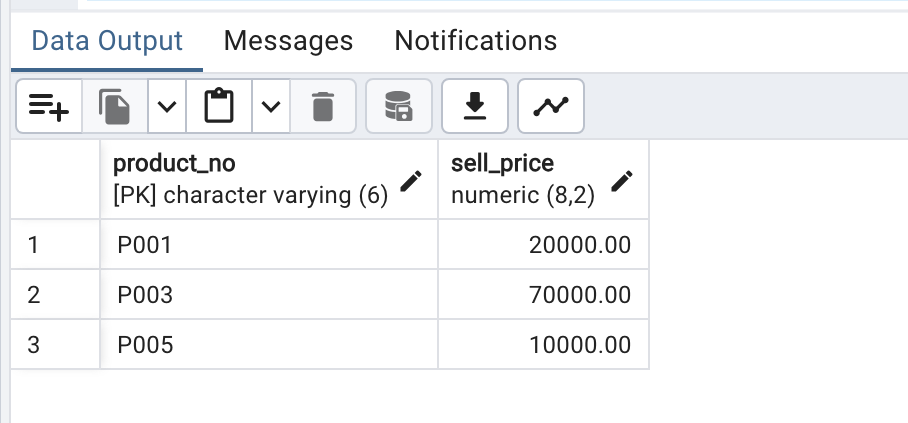 Data Output Messages Notifications
product_no sell_price
[PK] character varying (6) numeric (8,2)
1 P001 20000.00
2 P003 70000.00
3 P005 10000.00